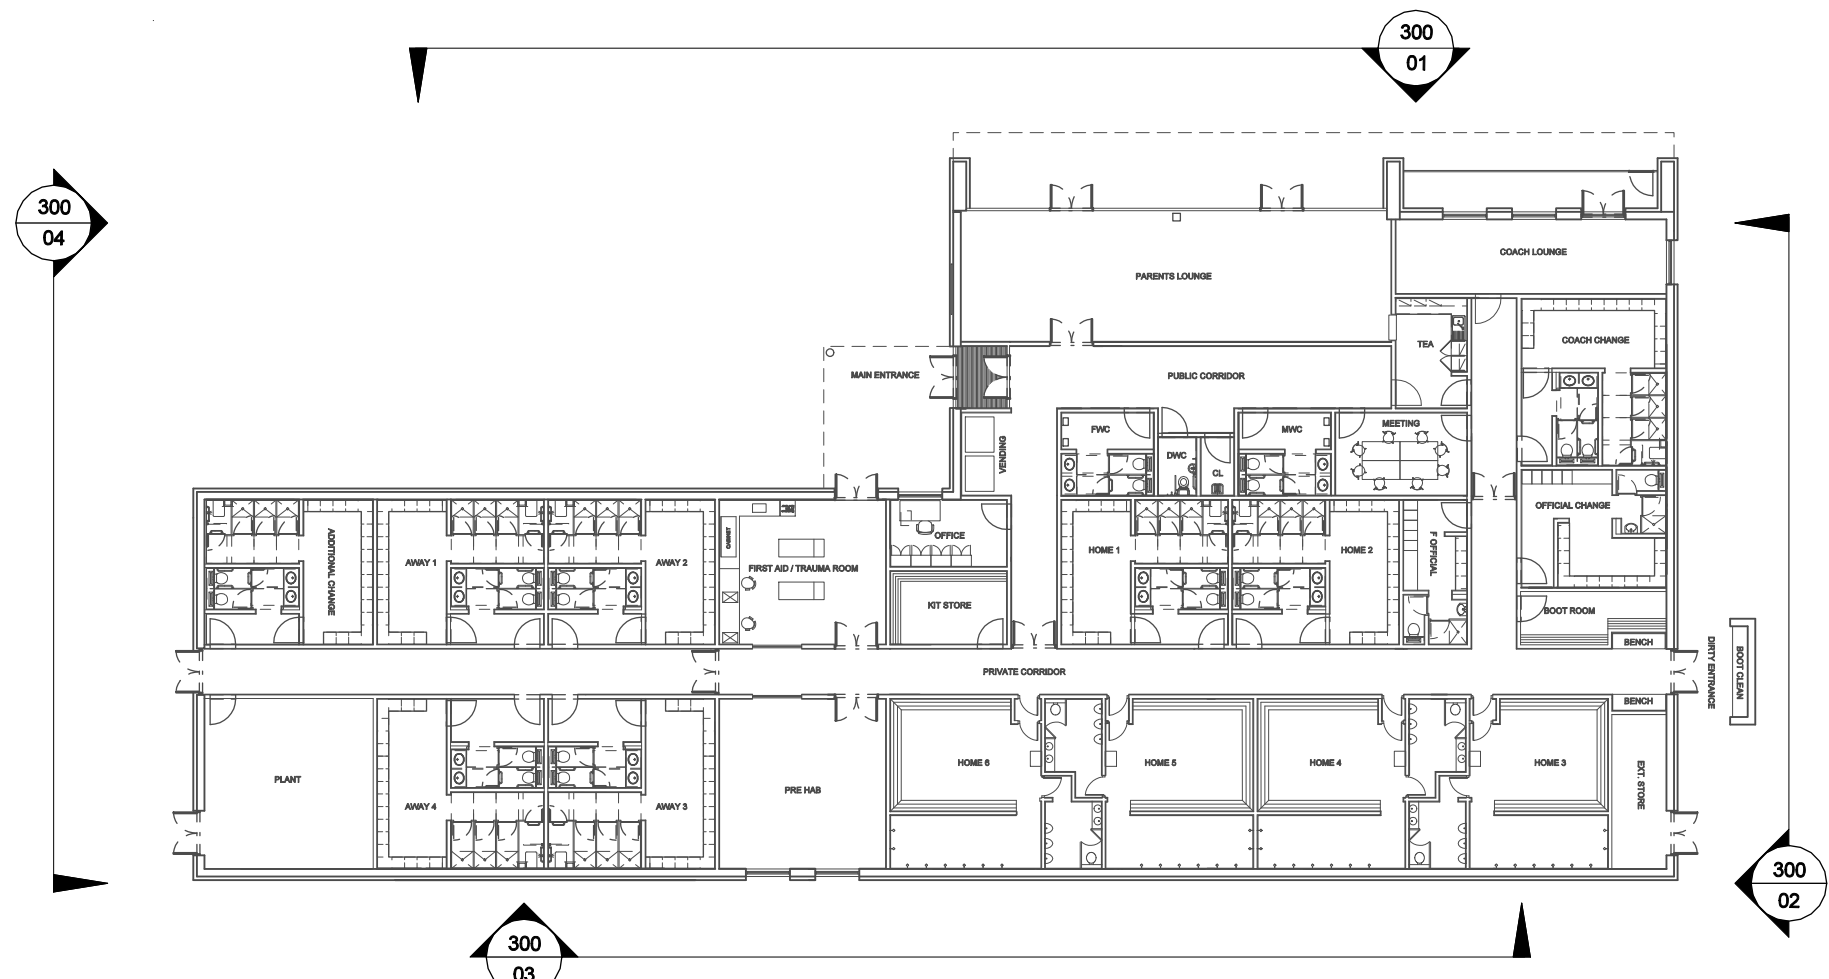 300
01
300
04
COACH LOUNGE
PARENTS LOUNGE
TEA
COACH CHANGE
MAIN ENTRANCE
PUBLIC CORRIDOR
FWC
MWC
MEETING
VENDING
DWC
CL
OFFICIAL CHANGE
ADDITIONAL CHANGE
AWAY 1
AWAY 2
CABINET
FIRST AID / TRAUMA ROOM
OFFICE
HOME 1
HOME 2
F OFFICIAL
KIT STORE
BOOT ROOM
BENCH
DIRTY ENTRANCE
BOOT CLEAN
PRIVATE CORRIDOR
BENCH
PLANT
AWAY 4
AWAY 3
PRE HAB
HOME 6
HOME 5
HOME 4
HOME 3
EXT. STORE
300
02
300
03